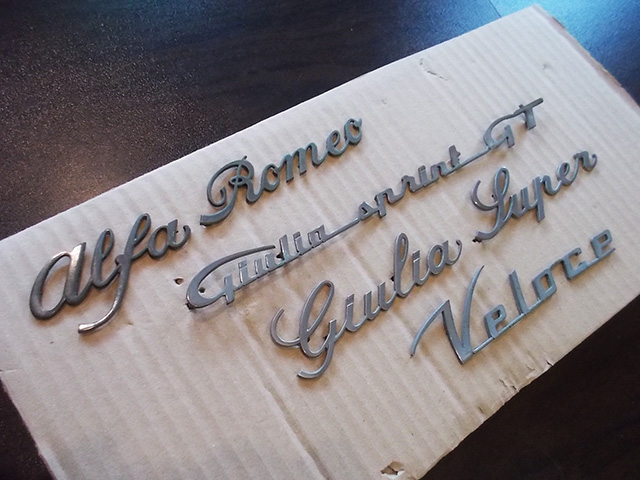 Alfa Romeo
Giulia sprint GT
Giulia Super
Veloce